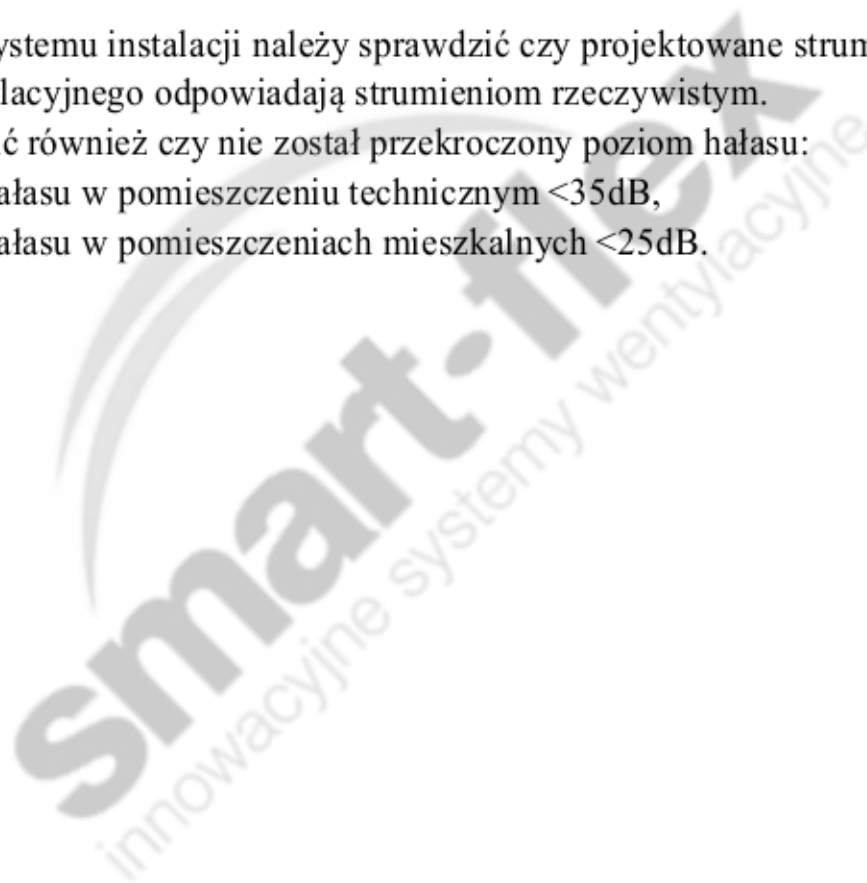 ystemu instalacji należy sprawdzić czy projektowane strum
lacyjnego odpowiadają strumieniom rzeczywistym.
ć również czy nie został przekroczony poziom hałasu:
ałasu w pomieszczeniu technicznym <35dB,
ałasu w pomieszczeniach mieszkalnych <25dB.
smart-flex
innowacyjne systemy wentylacyjne